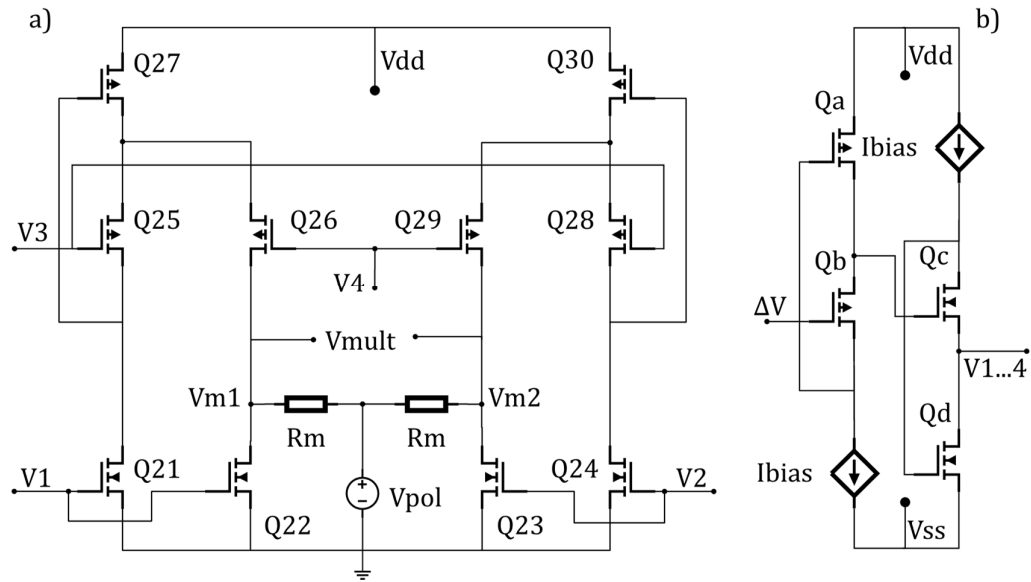 a)
b)
Q27
Vdd
Q30
Vdd
Qa
Ibias
V3
Q25
Q26
Q29
Q28
V4
Qb
Qc
ΔV
Vmult
V1...4
Vm1
Vm2
Rm
Rm
Qd
V1
Q21
Q24
V2
Ibias
Vpol
Q22
Q23
Vss